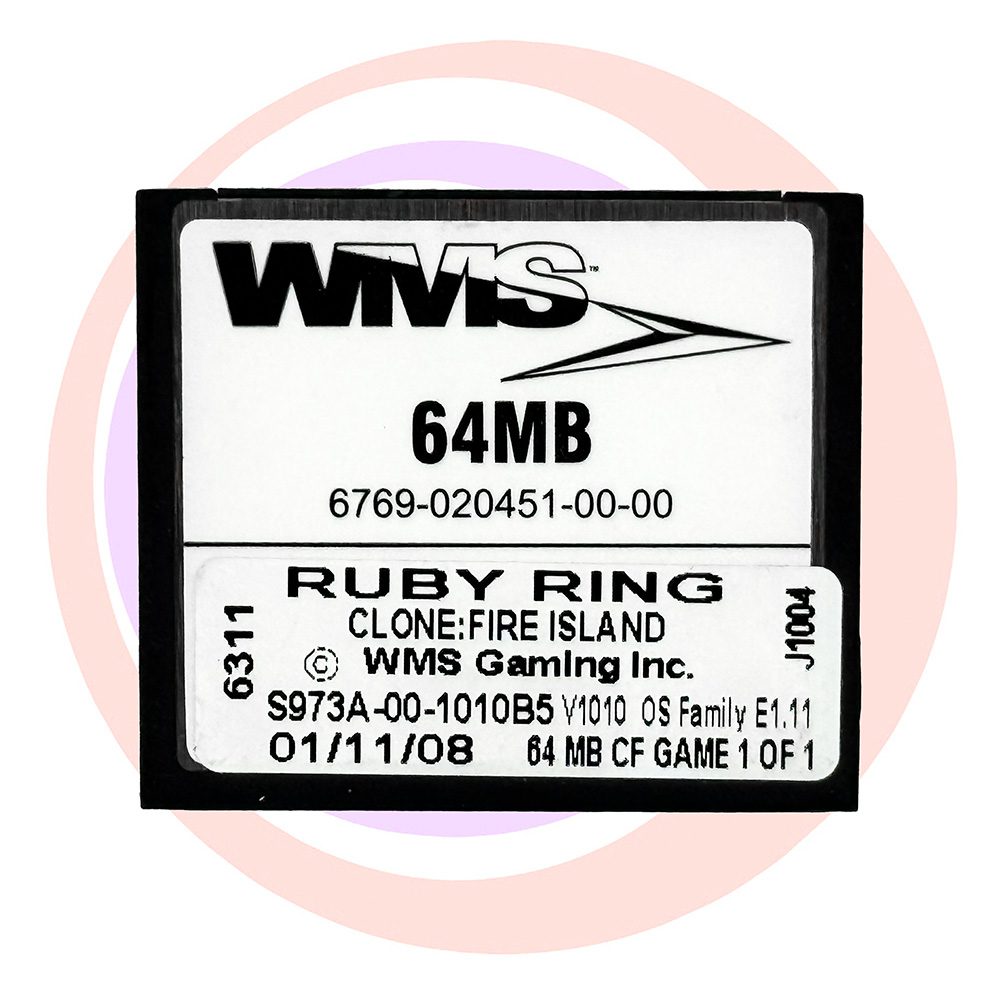 WMS™
64MB
6769-020451-00-00
RUBY RING
CLONE:FIRE ISLAND
© WMS Gaming Inc.
S973A-00-1010B5 V1010 OS Family E1.11
01/11/08 64 MB CF GAME 1 OF 1
6311
J1004